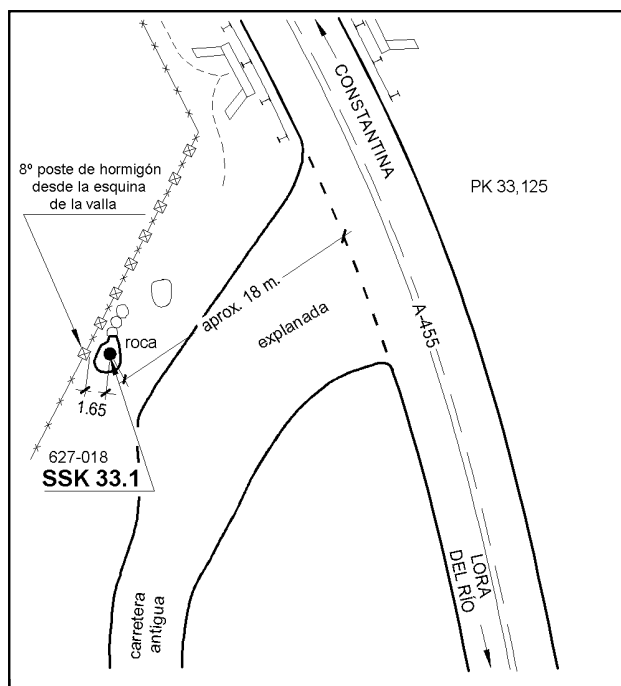 CONSTANTINA
8º poste de hormigón
desde la esquina
de la valla
PK 33,125
aprox. 18 m.
A-455
explanada
roca
1.65
627-018
SSK 33.1
LORA
DEL RÍO
carretera
antigua